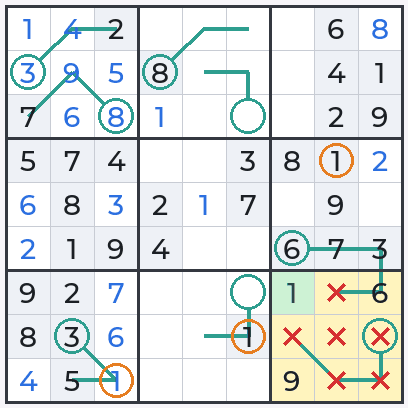 1 4 2 6 8
3 9 5 8 4 1
7 6 8 1 2 9
5 7 4 3 8 1 2
6 8 3 2 1 7 9
2 1 9 4 6 7 3
9 2 7 1 6
8 3 6 1
4 5 1 9